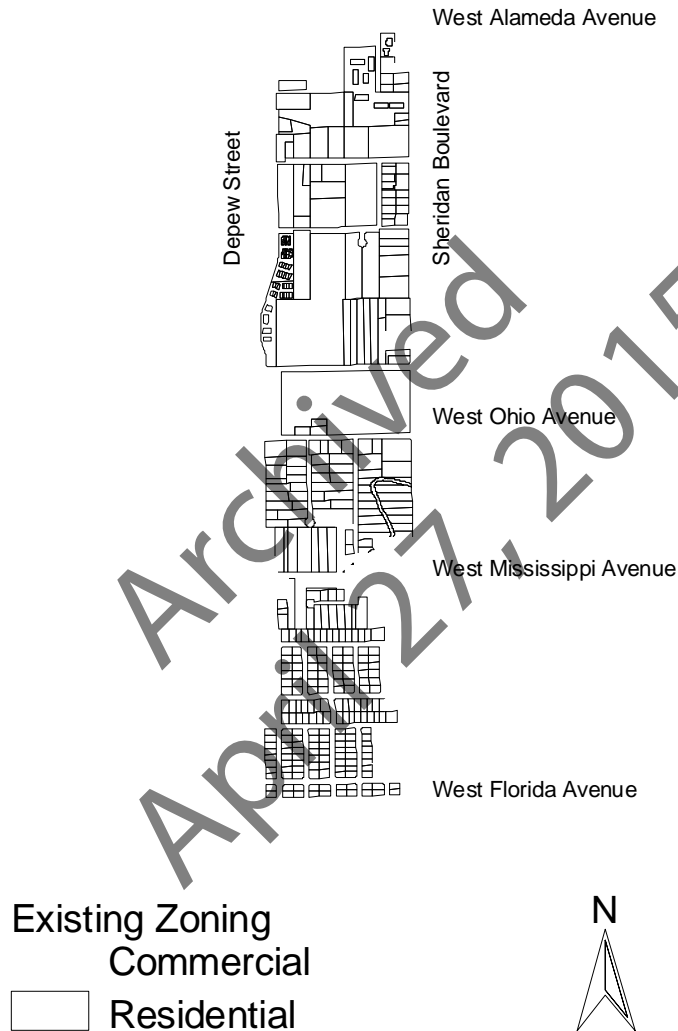 West Alameda Avenue
Depew Street
Sheridan Boulevard
West Ohio Avenue
West Mississippi Avenue
West Florida Avenue
Archived
April 27, 2015
Existing Zoning
Commercial
Residential
N